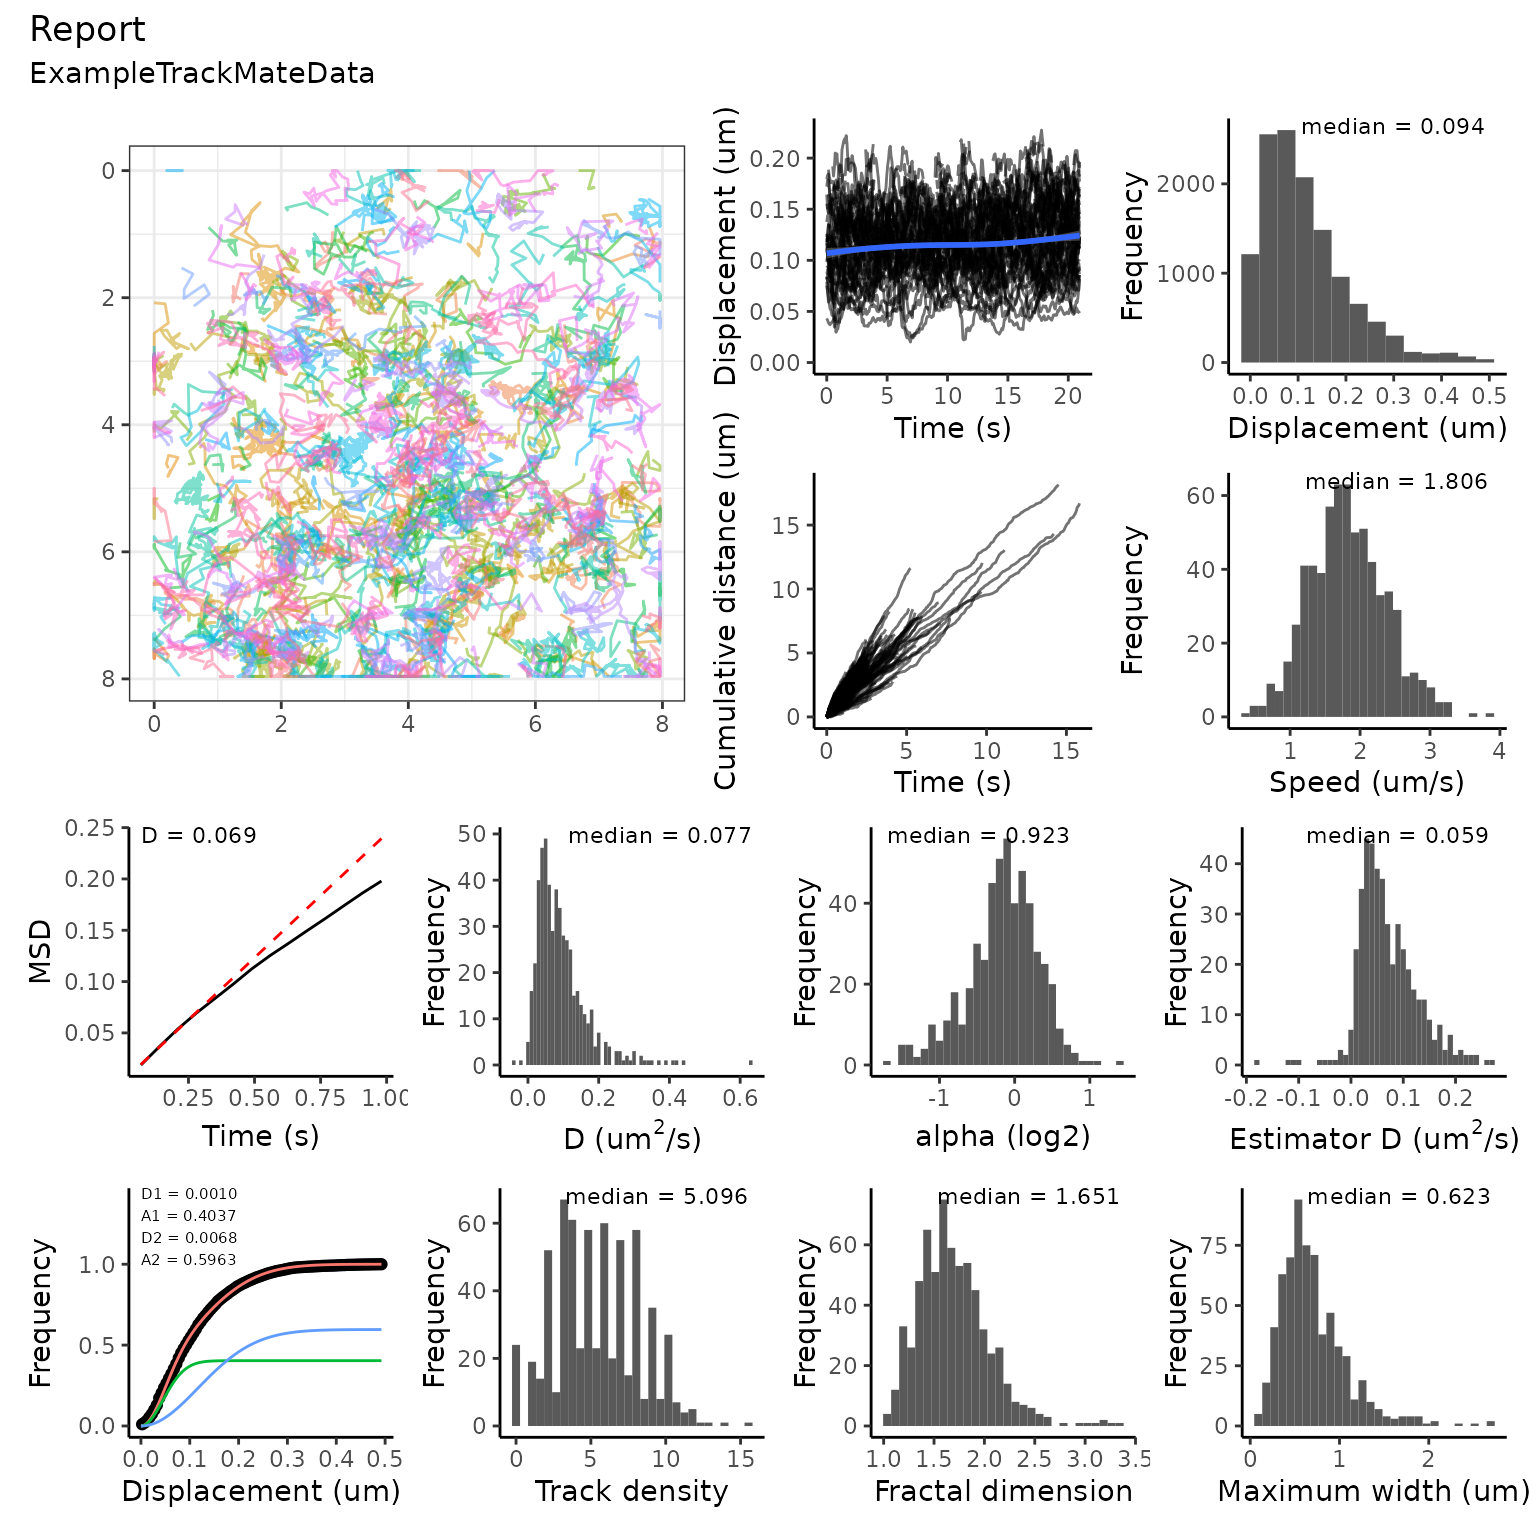 Report
ExampleTrackMateData
0
2
4
6
8
0 2 4 6 8
Displacement (um)
0.20
0.15
0.10
0.05
0.00
0 5 10 15 20
Time (s)
median = 0.094
Frequency
2000
1000
0
0.0 0.1 0.2 0.3 0.4 0.5
Displacement (um)
Cumulative distance (um)
15
10
5
0
0 5 10 15
Time (s)
median = 1.806
Frequency
60
40
20
0
1 2 3 4
Speed (um/s)
D = 0.069
MSD
0.25
0.20
0.15
0.10
0.05
0.25 0.50 0.75 1.00
Time (s)
median = 0.077
Frequency
50
40
30
20
10
0
0.0 0.2 0.4 0.6
D (um²/s)
median = 0.923
Frequency
40
20
0
-1 0 1
alpha (log2)
median = 0.059
Frequency
40
30
20
10
0
-0.2 -0.1 0.0 0.1 0.2
Estimator D (um²/s)
D1 = 0.0010
A1 = 0.4037
D2 = 0.0068
A2 = 0.5963
Frequency
1.0
0.5
0.0
0.0 0.1 0.2 0.3 0.4 0.5
Displacement (um)
median = 5.096
Frequency
60
40
20
0
0 5 10 15
Track density
median = 1.651
Frequency
60
40
20
0
1.0 1.5 2.0 2.5 3.0 3.5
Fractal dimension
median = 0.623
Frequency
75
50
25
0
0 1 2
Maximum width (um)